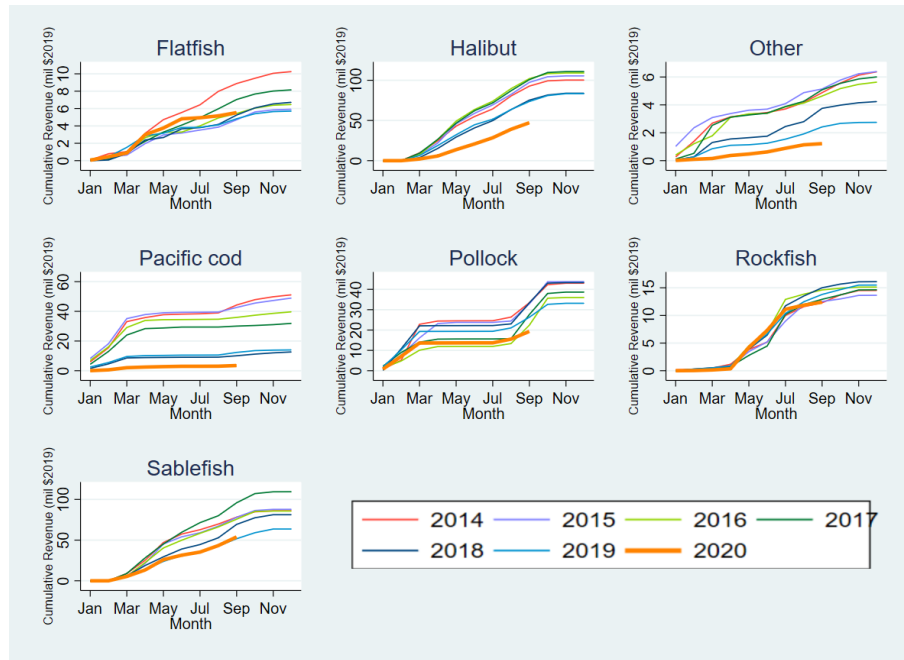 Flatfish
Cumulative Revenue (mil $2019)
10
8
6
4
2
0
Jan Mar May Jul Sep Nov
Month
Halibut
Cumulative Revenue (mil $2019)
100
50
0
Jan Mar May Jul Sep Nov
Month
Other
Cumulative Revenue (mil $2019)
6
4
2
0
Jan Mar May Jul Sep Nov
Month
Pacific cod
Cumulative Revenue (mil $2019)
60
40
20
0
Jan Mar May Jul Sep Nov
Month
Pollock
Cumulative Revenue (mil $2019)
40
30
20
10
0
Jan Mar May Jul Sep Nov
Month
Rockfish
Cumulative Revenue (mil $2019)
15
10
5
0
Jan Mar May Jul Sep Nov
Month
Sablefish
Cumulative Revenue (mil $2019)
100
50
0
Jan Mar May Jul Sep Nov
Month
2014 2015 2016 2017
2018 2019 2020